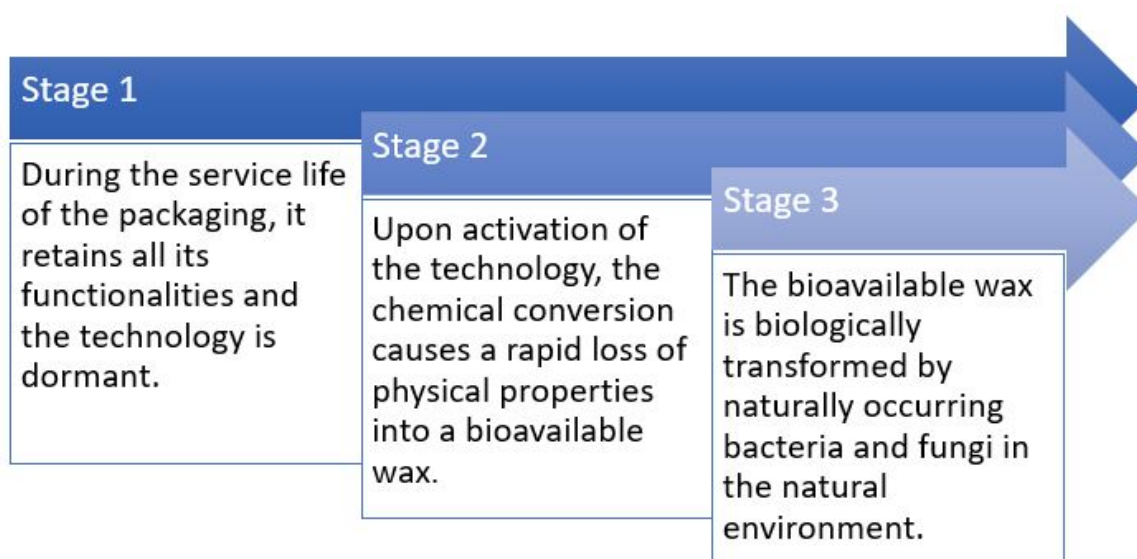 Stage 1
During the service life
of the packaging, it
retains all its
functionalities and
the technology is
dormant.
Stage 2
Upon activation of
the technology, the
chemical conversion
causes a rapid loss of
physical properties
into a bioavailable
wax.
Stage 3
The bioavailable wax
is biologically
transformed by
naturally occurring
bacteria and fungi in
the natural
environment.